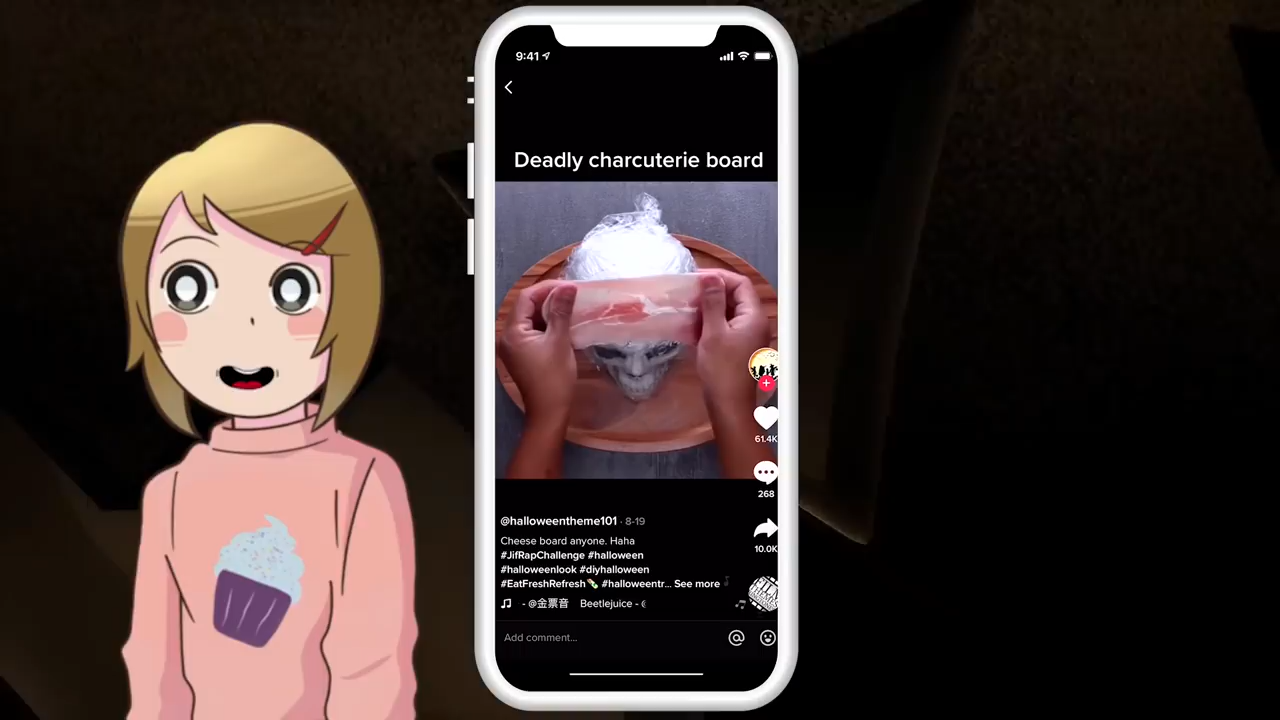 9:41
Deadly charcuterie board
61.4K
268
10.0K
@halloweentheme101 · 8-19
Cheese board anyone. Haha
#JifRapChallenge #halloween
#halloweenlook #diyhalloween
#EatFreshRefresh #halloweentr... See more
- @金票音 Beetlejuice -
Add comment...